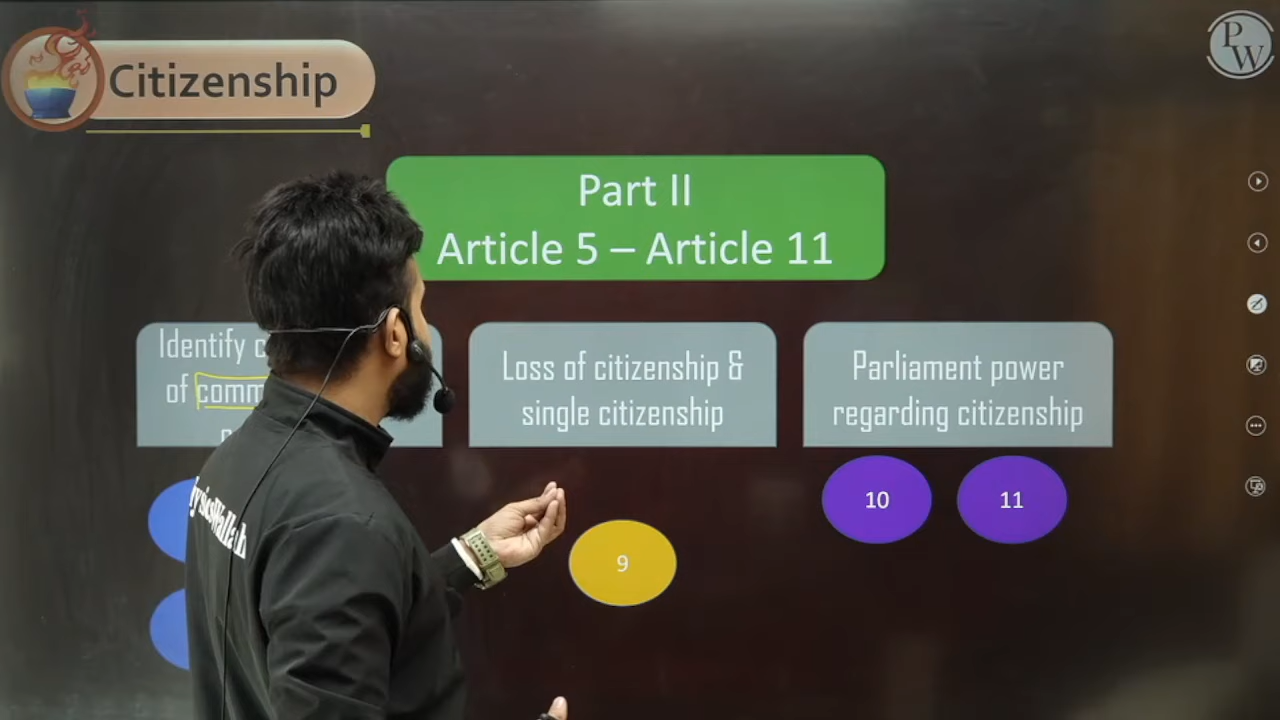 Citizenship
P
W
Part II
Article 5 – Article 11
Identify
of
Loss of citizenship &
single citizenship
Parliament power
regarding citizenship
10
11
9